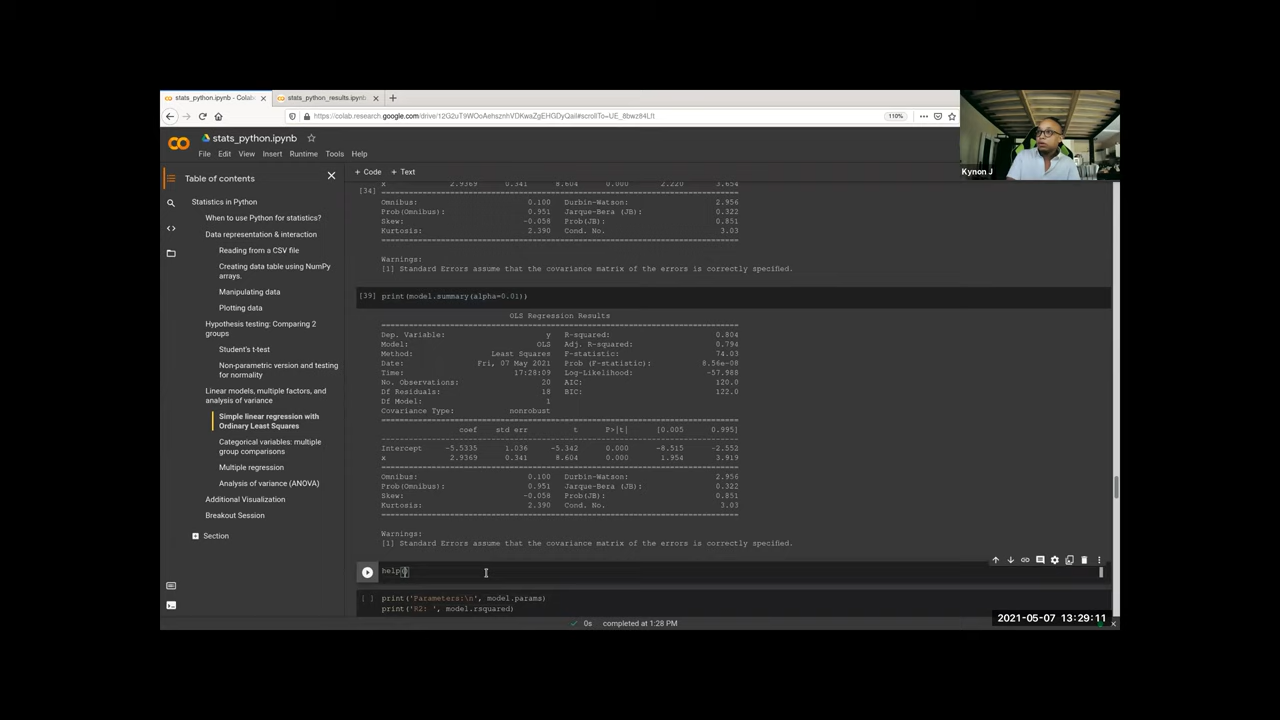 stats_python.ipynb - Colabo
stats_python_results.ipynb
https://colab.research.google.com/drive/12G2uT9WOoAehsznhVDKwaZgEHGDyQail#scrollTo=UE_8bwz84Lft
110%
stats_python.ipynb
File Edit View Insert Runtime Tools Help
Kynon J
Table of contents
+ Code + Text
Statistics in Python
When to use Python for statistics?
Data representation & interaction
Reading from a CSV file
Creating data table using NumPy
arrays.
Manipulating data
Plotting data
Hypothesis testing: Comparing 2
groups
Student's t-test
Non-parametric version and testing
for normality
Linear models, multiple factors, and
analysis of variance
Simple linear regression with
Ordinary Least Squares
Categorical variables: multiple
group comparisons
Multiple regression
Analysis of variance (ANOVA)
Additional Visualization
Breakout Session
Section
x 2.9369 0.341 8.604 0.000 2.220 3.654
[34]
Omnibus: 0.100 Durbin-Watson: 2.956
Prob(Omnibus): 0.951 Jarque-Bera (JB): 0.322
Skew: -0.058 Prob(JB): 0.851
Kurtosis: 2.390 Cond. No. 3.03
Warnings:
[1] Standard Errors assume that the covariance matrix of the errors is correctly specified.
[39] print(model.summary(alpha=0.01))
OLS Regression Results
Dep. Variable: y R-squared: 0.804
Model: OLS Adj. R-squared: 0.794
Method: Least Squares F-statistic: 74.03
Date: Fri, 07 May 2021 Prob (F-statistic): 8.56e-08
Time: 17:28:09 Log-Likelihood: -57.988
No. Observations: 20 AIC: 120.0
Df Residuals: 18 BIC: 122.0
Df Model: 1
Covariance Type: nonrobust
coef std err t P>|t| [0.005 0.995]
Intercept -5.5335 1.036 -5.342 0.000 -8.515 -2.552
x 2.9369 0.341 8.604 0.000 1.954 3.919
Omnibus: 0.100 Durbin-Watson: 2.956
Prob(Omnibus): 0.951 Jarque-Bera (JB): 0.322
Skew: -0.058 Prob(JB): 0.851
Kurtosis: 2.390 Cond. No. 3.03
Warnings:
[1] Standard Errors assume that the covariance matrix of the errors is correctly specified.
help()
[ ] print('Parameters:\n', model.params)
print('R2: ', model.rsquared)
0s completed at 1:28 PM
2021-05-07 13:29:11